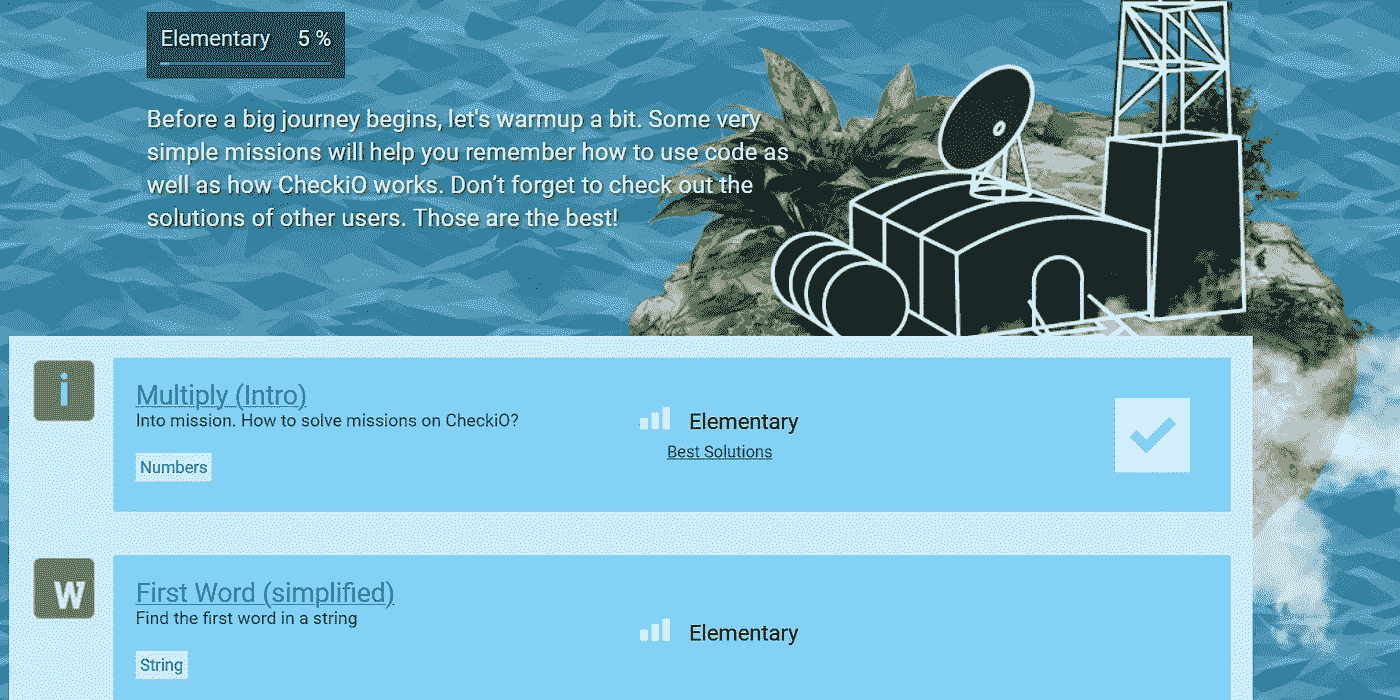 Elementary 5 %
Before a big journey begins, let's warmup a bit. Some very
simple missions will help you remember how to use code as
well as how CheckiO works. Don’t forget to check out the
solutions of other users. Those are the best!
i
Multiply (Intro)
Into mission. How to solve missions on CheckiO?
Numbers
Elementary
Best Solutions
W
First Word (simplified)
Find the first word in a string
String
Elementary